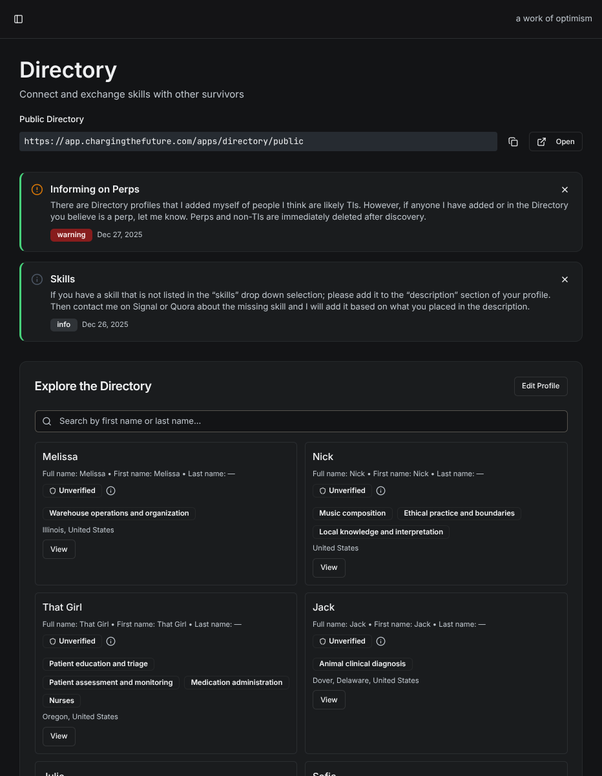 a work of optimism
Directory
Connect and exchange skills with other survivors
Public Directory
https://app.chargingthefuture.com/apps/directory/public
Open
Informing on Perps
There are Directory profiles that I added myself of people I think are likely TIs. However, if anyone I have added or in the Directory
you believe is a perp, let me know. Perps and non-TIs are immediately deleted after discovery.
warning Dec 27, 2025
Skills
If you have a skill that is not listed in the “skills” drop down selection; please add it to the “description” section of your profile.
Then contact me on Signal or Quora about the missing skill and I will add it based on what you placed in the description.
info Dec 26, 2025
Explore the Directory
Edit Profile
Search by first name or last name...
Melissa
Full name: Melissa • First name: Melissa • Last name: —
Unverified
Warehouse operations and organization
Illinois, United States
View
Nick
Full name: Nick • First name: Nick • Last name: —
Unverified
Music composition Ethical practice and boundaries
Local knowledge and interpretation
United States
View
That Girl
Full name: That Girl • First name: That Girl • Last name: —
Unverified
Patient education and triage
Patient assessment and monitoring Medication administration
Nurses
Oregon, United States
View
Jack
Full name: Jack • First name: Jack • Last name: —
Unverified
Animal clinical diagnosis
Dover, Delaware, United States
View